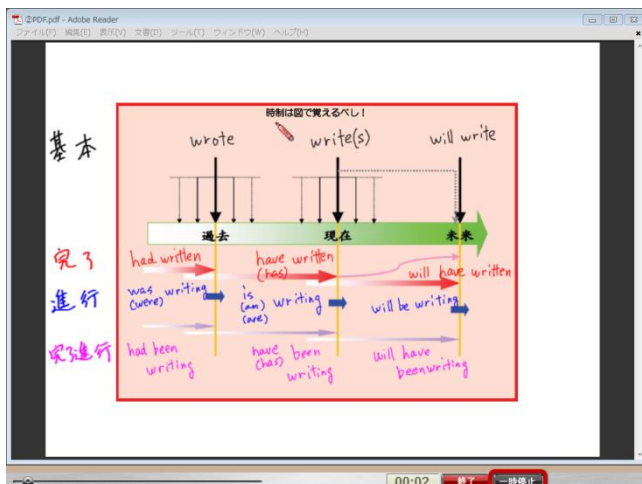 ②PDF.pdf - Adobe Reader
ファイル(F) 編集(E) 表示(V) 文書(D) ツール(T) ウィンドウ(W) ヘルプ(H)
時制は図で覚えるべし!
基本
wrote
write(s)
will write
過去
現在
未来
完了
had written
have written
(has)
will have written
進行
was writing
(were)
is
(am) writing
(are)
will be writing
完了進行
had been
writing
have
(has) been
writing
will have
been writing
00:02
終了
一時停止